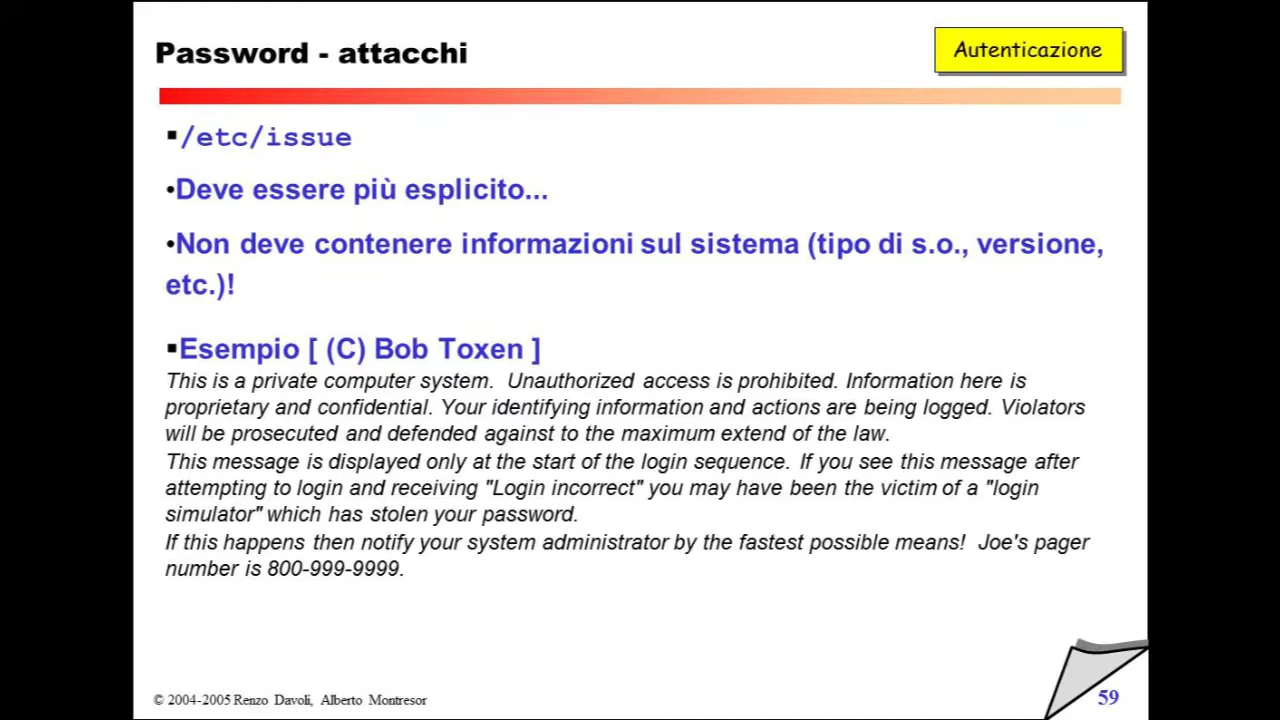 Password - attacchi
Autenticazione
▪/etc/issue
•Deve essere più esplicito...
•Non deve contenere informazioni sul sistema (tipo di s.o., versione,
etc.)!
▪Esempio [ (C) Bob Toxen ]
This is a private computer system. Unauthorized access is prohibited. Information here is
proprietary and confidential. Your identifying information and actions are being logged. Violators
will be prosecuted and defended against to the maximum extend of the law.
This message is displayed only at the start of the login sequence. If you see this message after
attempting to login and receiving "Login incorrect" you may have been the victim of a "login
simulator" which has stolen your password.
If this happens then notify your system administrator by the fastest possible means! Joe's pager
number is 800-999-9999.
© 2004-2005 Renzo Davoli, Alberto Montresor
59